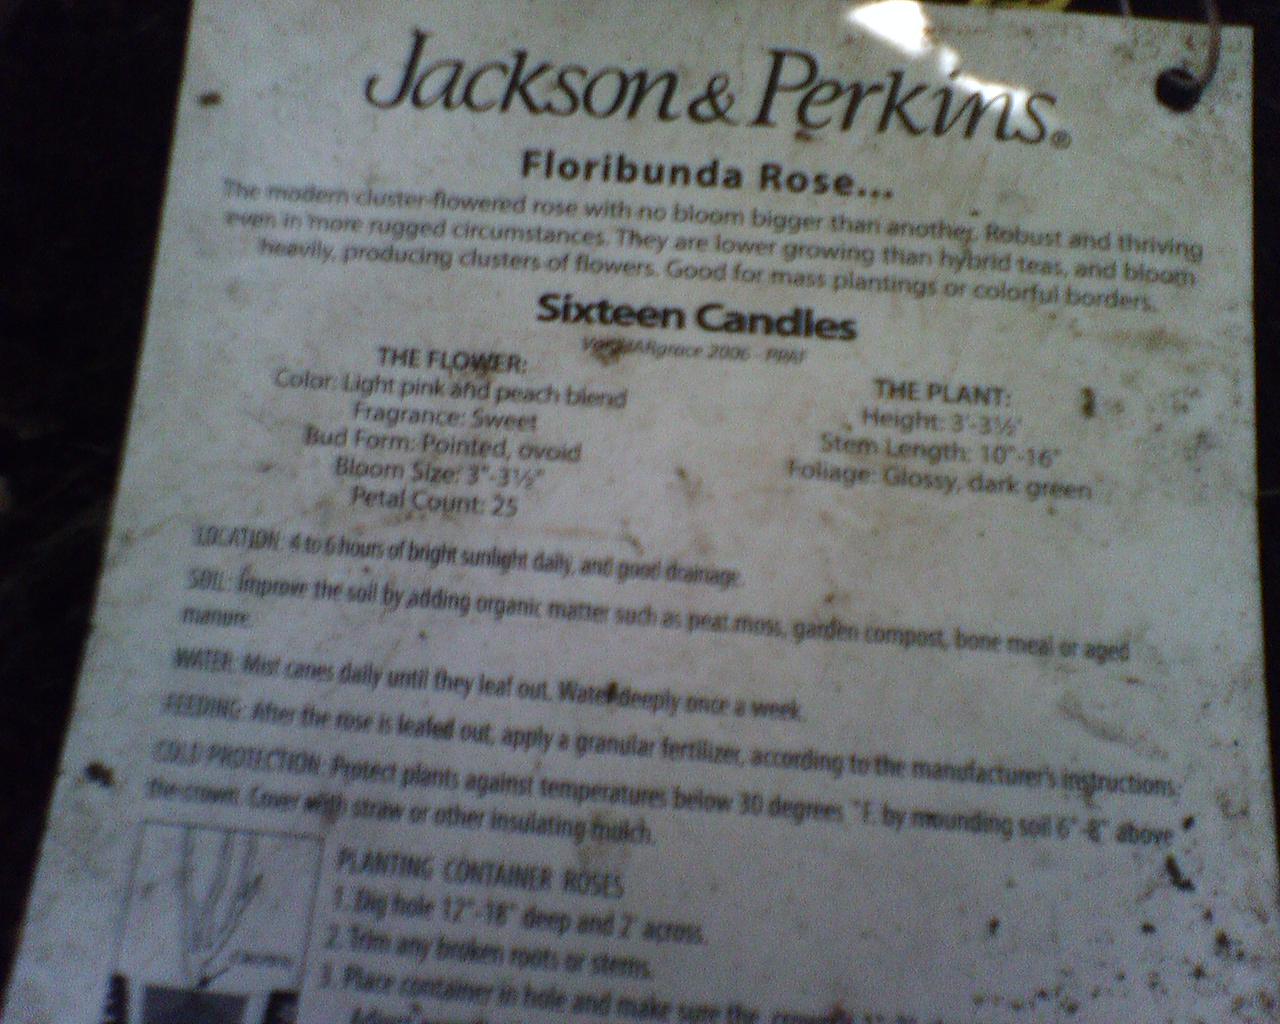 Jackson & Perkins®
Floribunda Rose...
The modern cluster-flowered rose with no bloom bigger than another. Robust and thriving
even in more rugged circumstances. They are lower growing than hybrid teas, and bloom
heavily, producing clusters of flowers. Good for mass plantings or colorful borders.
Sixteen Candles
2006 - PPAF
THE FLOWER:
Color: Light pink and peach blend
Fragrance: Sweet
Bud Form: Pointed, ovoid
Bloom Size: 3"-3½"
Petal Count: 25
THE PLANT:
Height: 3'-3½'
Stem Length: 10"-16"
Foliage: Glossy, dark green
LOCATION: 4 to 6 hours of bright sunlight daily, and good drainage.
SOIL: Improve the soil by adding organic matter such as peat moss, garden compost, bone meal or aged
manure.
WATER: Mist canes daily until they leaf out. Water deeply once a week.
FEEDING: After the rose is leafed out, apply a granular fertilizer, according to the manufacturer's instructions.
COLD PROTECTION: Protect plants against temperatures below 30 degrees °F. by mounding soil 6"-8" above
the crown. Cover with straw or other insulating mulch.
PLANTING CONTAINER ROSES
1. Dig hole 12"-18" deep and 2' across.
2. Trim any broken roots or stems.
3. Place container in hole and make sure the